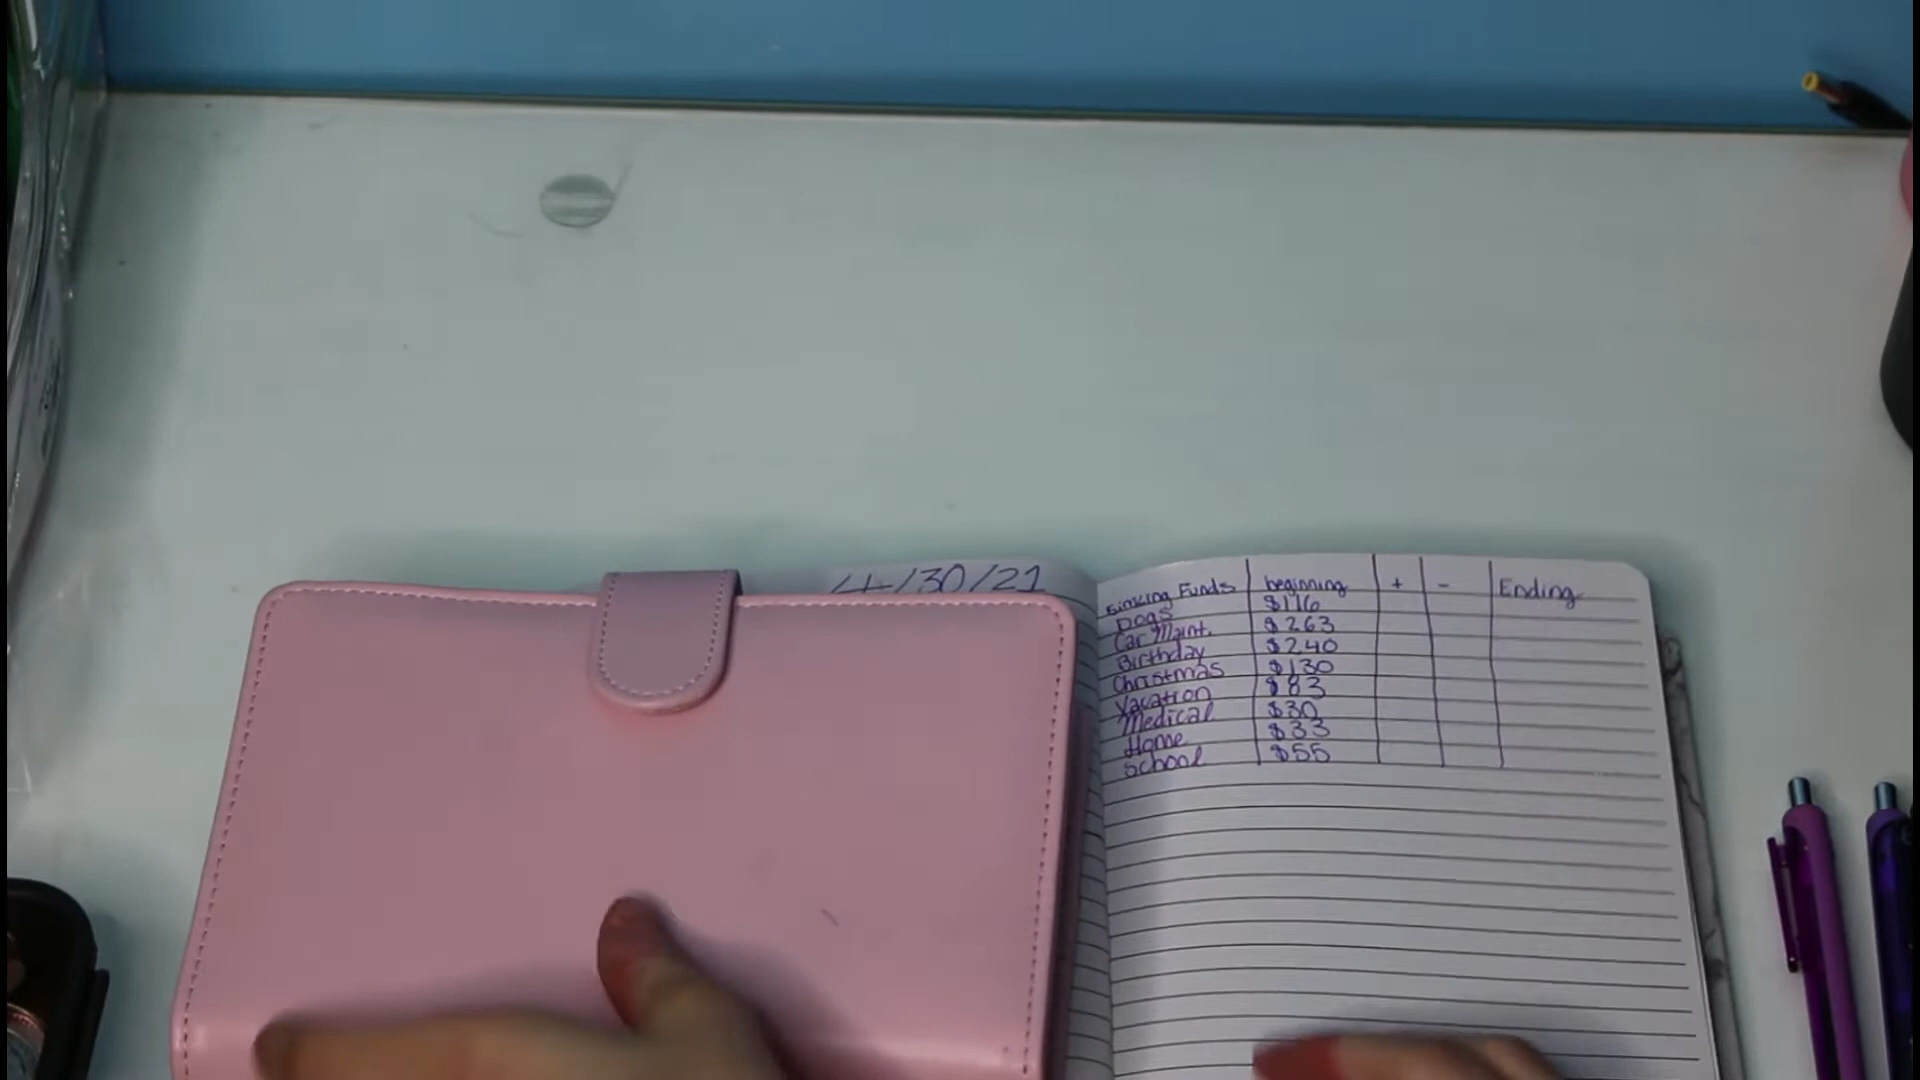 4/30/21
Sinking Funds beginning + - Ending
Dogs $116
Car Maint. $263
Birthday $240
Christmas $130
Vacation $83
Medical $30
Home $33
School $55